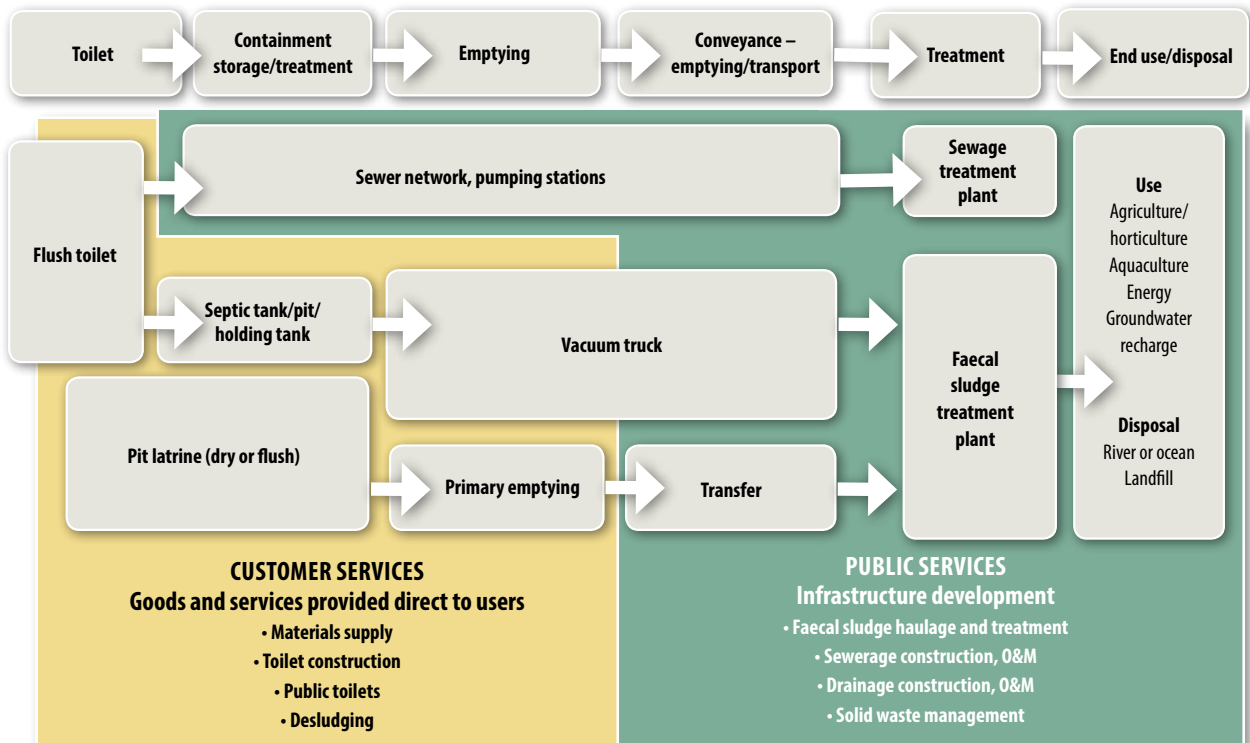 Toilet
Containment
storage/treatment
Emptying
Conveyance –
emptying/transport
Treatment
End use/disposal
Flush toilet
Sewer network, pumping stations
Sewage
treatment
plant
Use
Agriculture/
horticulture
Aquaculture
Energy
Groundwater
recharge
Disposal
River or ocean
Landfill
Septic tank/pit/
holding tank
Vacuum truck
Faecal
sludge
treatment
plant
Pit latrine (dry or flush)
Primary emptying
Transfer
CUSTOMER SERVICES
Goods and services provided direct to users
• Materials supply
• Toilet construction
• Public toilets
• Desludging
PUBLIC SERVICES
Infrastructure development
• Faecal sludge haulage and treatment
• Sewerage construction, O&M
• Drainage construction, O&M
• Solid waste management